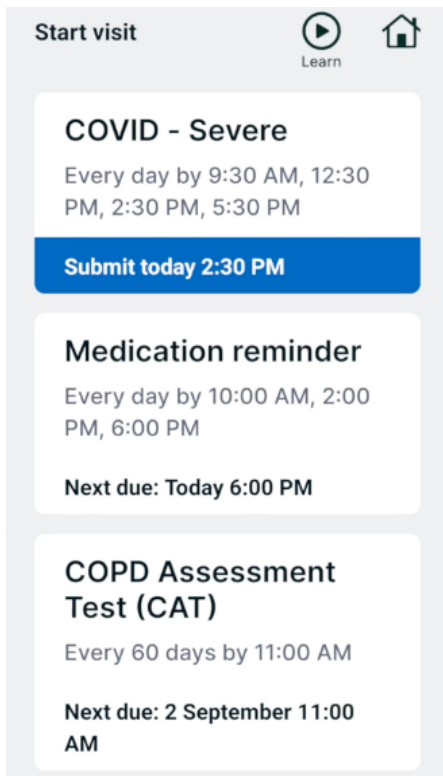 Start visit
Learn
COVID - Severe
Every day by 9:30 AM, 12:30
PM, 2:30 PM, 5:30 PM
Submit today 2:30 PM
Medication reminder
Every day by 10:00 AM, 2:00
PM, 6:00 PM
Next due: Today 6:00 PM
COPD Assessment
Test (CAT)
Every 60 days by 11:00 AM
Next due: 2 September 11:00
AM